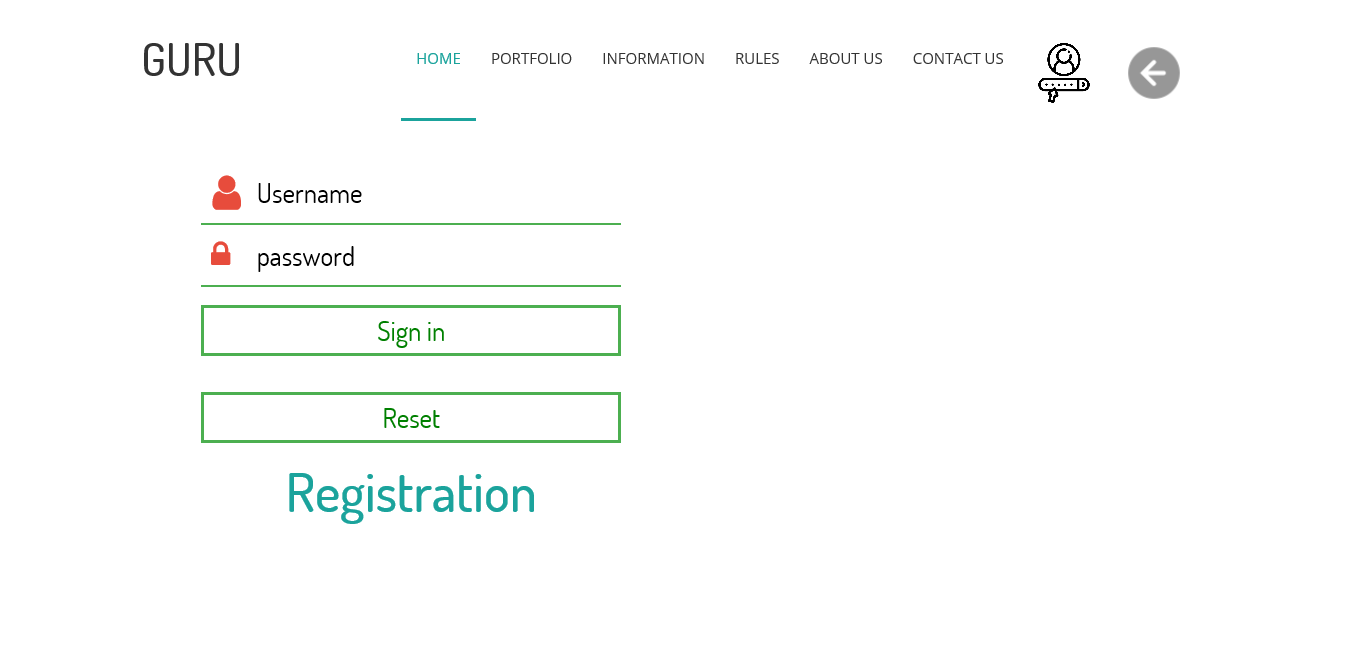 GURU
HOME PORTFOLIO INFORMATION RULES ABOUT US CONTACT US
Username
password
Sign in
Reset
Registration